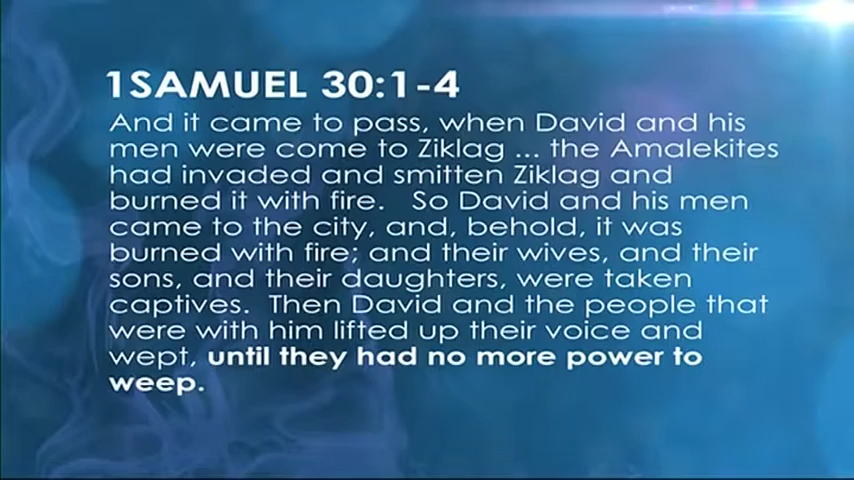 1SAMUEL 30:1-4
And it came to pass, when David and his
men were come to Ziklag ... the Amalekites
had invaded and smitten Ziklag and
burned it with fire.   So David and his men
came to the city, and, behold, it was
burned with fire; and their wives, and their
sons, and their daughters, were taken
captives.  Then David and the people that
were with him lifted up their voice and
wept, until they had no more power to
weep.